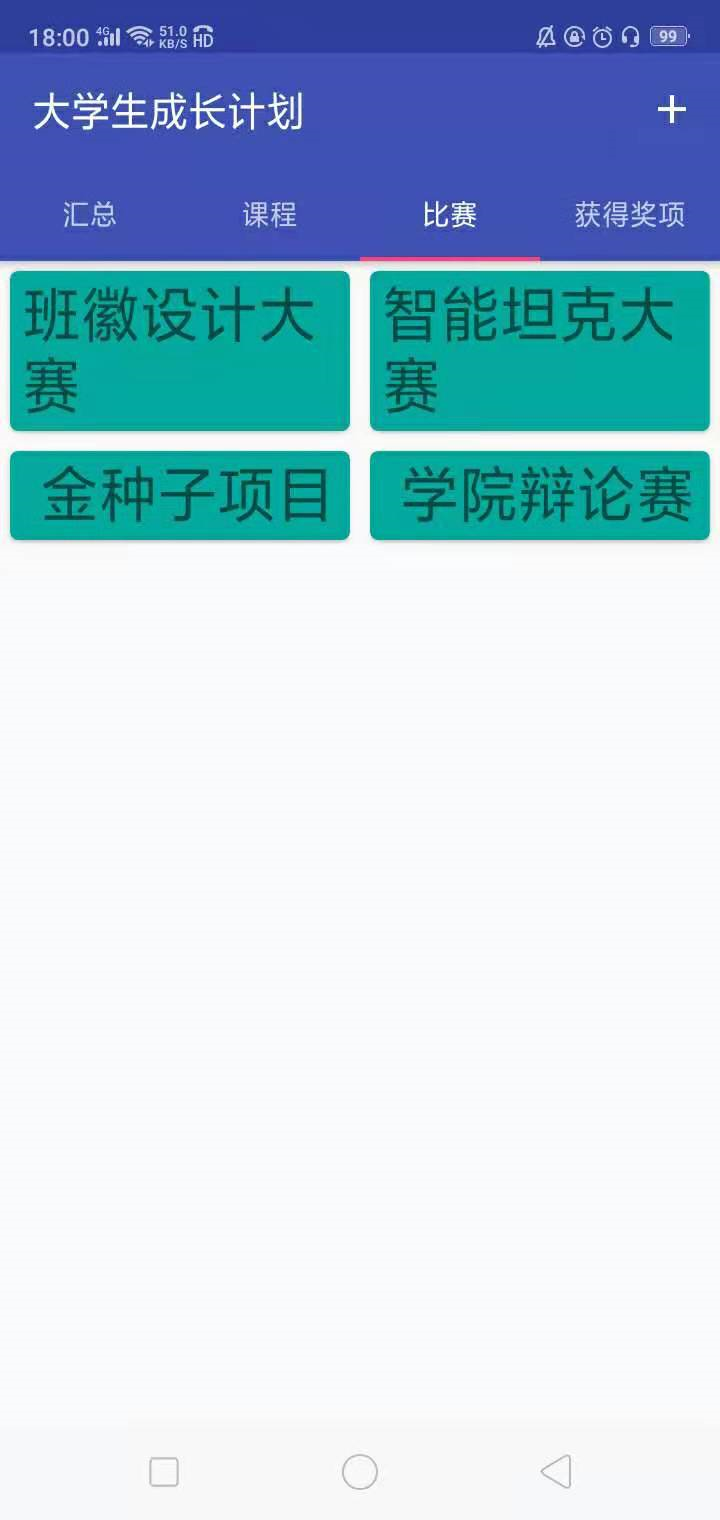 18:00 4G 51.0 KB/S HD 99
大学生成长计划 +
汇总 课程 比赛 获得奖项
班徽设计大
赛
智能坦克大
赛
金种子项目 学院辩论赛